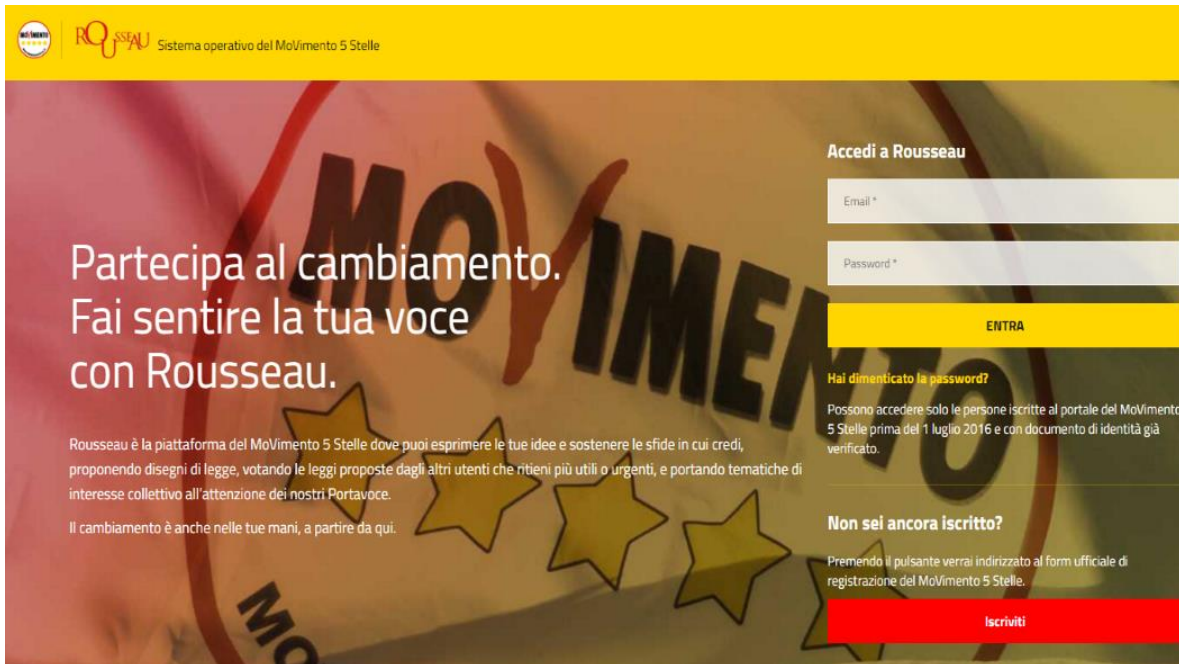 MoVimento
ROUSSEAU
Sistema operativo del MoVimento 5 Stelle
MOVIMENTO
Partecipa al cambiamento.
Fai sentire la tua voce
con Rousseau.
Rousseau è la piattaforma del MoVimento 5 Stelle dove puoi esprimere le tue idee e sostenere le sfide in cui credi,
proponendo disegni di legge, votando le leggi proposte dagli altri utenti che ritieni più utili o urgenti, e portando tematiche di
interesse collettivo all'attenzione dei nostri Portavoce.
Il cambiamento è anche nelle tue mani, a partire da qui.
MO
Accedi a Rousseau
Email *
Password *
ENTRA
Hai dimenticato la password?
Possono accedere solo le persone iscritte al portale del MoVimento
5 Stelle prima del 1 luglio 2016 e con documento di identità già
verificato.
Non sei ancora iscritto?
Premendo il pulsante verrai indirizzato al form ufficiale di
registrazione del MoVimento 5 Stelle.
Iscriviti